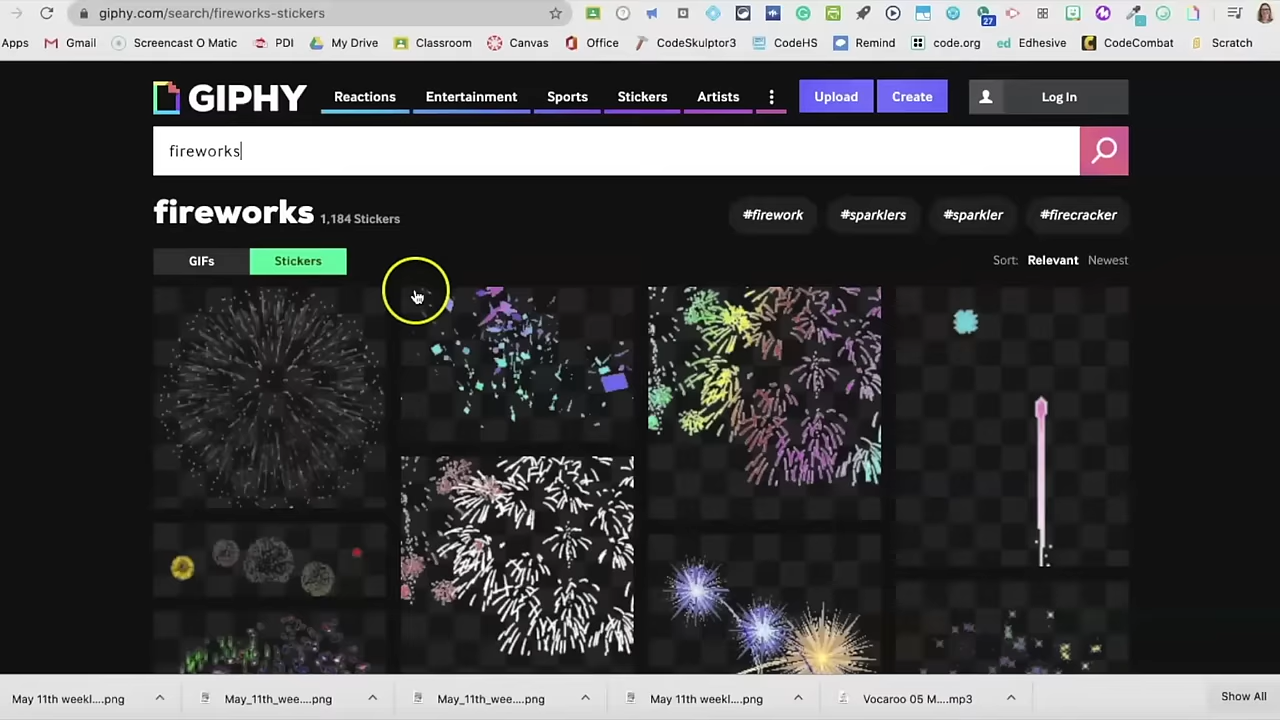 giphy.com/search/fireworks-stickers
27
Apps Gmail Screencast O Matic PDI My Drive Classroom Canvas Office CodeSkulptor3 CodeHS Remind code.org ed Edhesive CodeCombat Scratch
GIPHY Reactions Entertainment Sports Stickers Artists Upload Create Log In
fireworks
fireworks 1,184 Stickers #firework #sparklers #sparkler #firecracker
GIFs Stickers Sort: Relevant Newest
May 11th weekl....png May_11th_wee....png May_11th_wee....png May 11th weekl....png Vocaroo 05 M....mp3 Show All